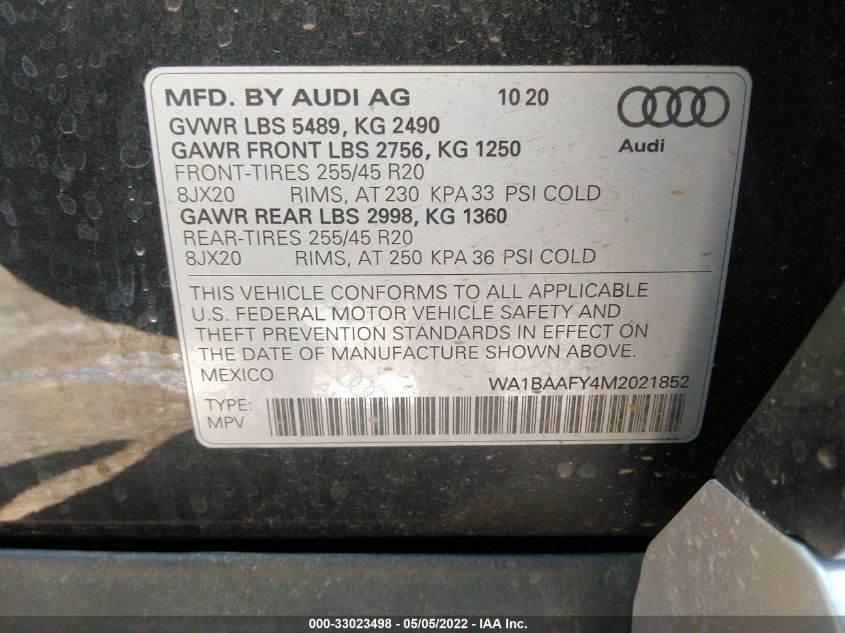 MFD. BY AUDI AG 10 20
GVWR LBS 5489, KG 2490
Audi
GAWR FRONT LBS 2756, KG 1250
FRONT-TIRES 255/45 R20
8JX20 RIMS, AT 230 KPA 33 PSI COLD
GAWR REAR LBS 2998, KG 1360
REAR-TIRES 255/45 R20
8JX20 RIMS, AT 250 KPA 36 PSI COLD
THIS VEHICLE CONFORMS TO ALL APPLICABLE
U.S. FEDERAL MOTOR VEHICLE SAFETY AND
THEFT PREVENTION STANDARDS IN EFFECT ON
THE DATE OF MANUFACTURE SHOWN ABOVE.
MEXICO WA1BAAFY4M2021852
TYPE:
MPV
000-33023498 - 05/05/2022 - IAA Inc.